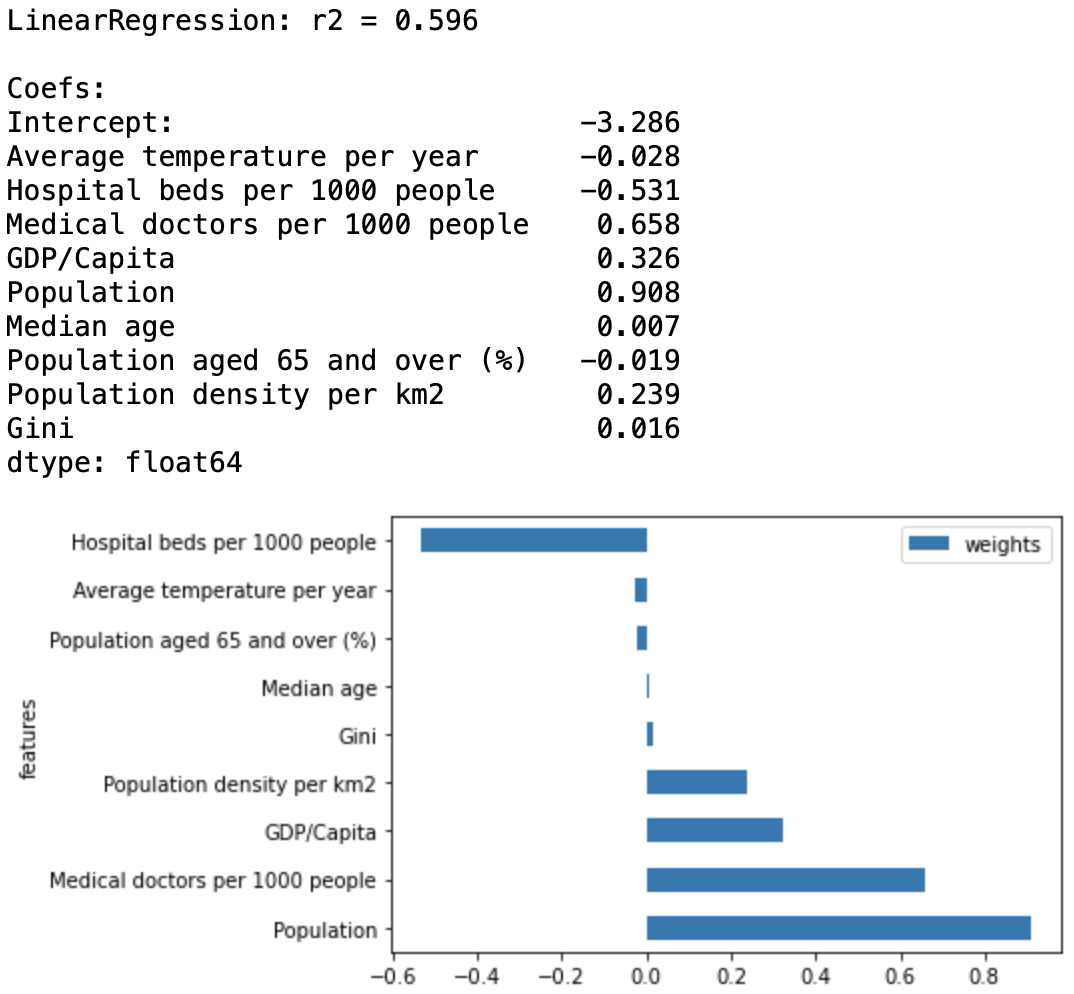 LinearRegression: r2 = 0.596
Coefs:
Intercept: −3.286
Average temperature per year −0.028
Hospital beds per 1000 people −0.531
Medical doctors per 1000 people 0.658
GDP/Capita 0.326
Population 0.908
Median age 0.007
Population aged 65 and over (%) −0.019
Population density per km2 0.239
Gini 0.016
dtype: float64
Hospital beds per 1000 people
weights
Average temperature per year
Population aged 65 and over (%)
Median age
Gini
features
Population density per km2
GDP/Capita
Medical doctors per 1000 people
Population
−0.6 −0.4 −0.2 0.0 0.2 0.4 0.6 0.8